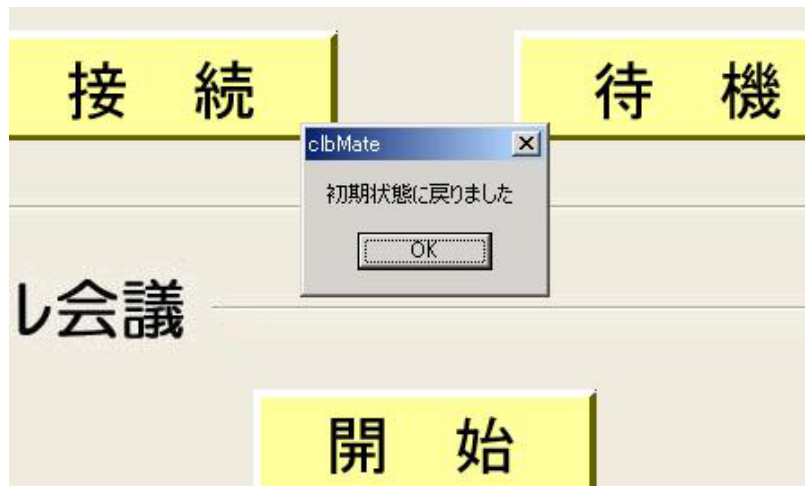 接 続
待 機
clbMate
初期状態に戻りました
OK
ル会議
開 始